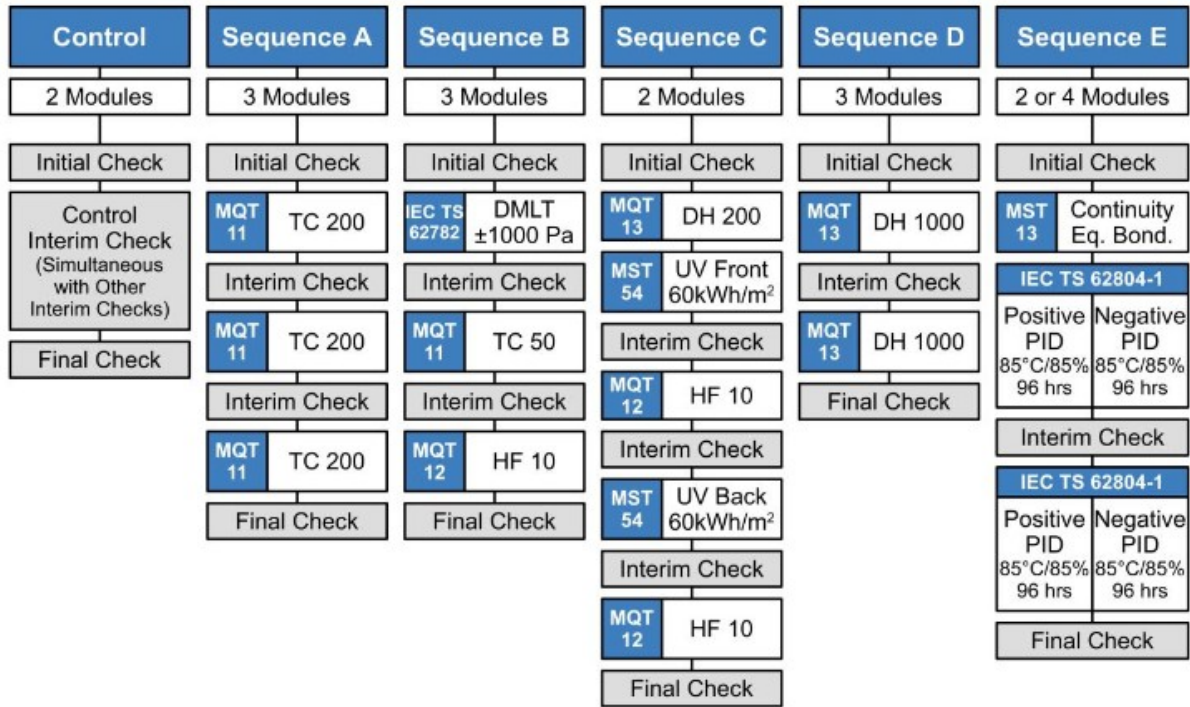 Control
2 Modules
Initial Check
Control
Interim Check
(Simultaneous
with Other
Interim Checks)
Final Check
Sequence A
3 Modules
Initial Check
MQT
11
TC 200
Interim Check
MQT
11
TC 200
Interim Check
MQT
11
TC 200
Final Check
Sequence B
3 Modules
Initial Check
IEC TS
62782
DMLT
±1000 Pa
Interim Check
MQT
11
TC 50
Interim Check
MQT
12
HF 10
Final Check
Sequence C
2 Modules
Initial Check
MQT
13
DH 200
MST
54
UV Front
60kWh/m²
Interim Check
MQT
12
HF 10
Interim Check
MST
54
UV Back
60kWh/m²
Interim Check
MQT
12
HF 10
Final Check
Sequence D
3 Modules
Initial Check
MQT
13
DH 1000
Interim Check
MQT
13
DH 1000
Final Check
Sequence E
2 or 4 Modules
Initial Check
MST
13
Continuity
Eq. Bond.
IEC TS 62804-1
Positive
PID
85°C/85%
96 hrs
Negative
PID
85°C/85%
96 hrs
Interim Check
IEC TS 62804-1
Positive
PID
85°C/85%
96 hrs
Negative
PID
85°C/85%
96 hrs
Final Check